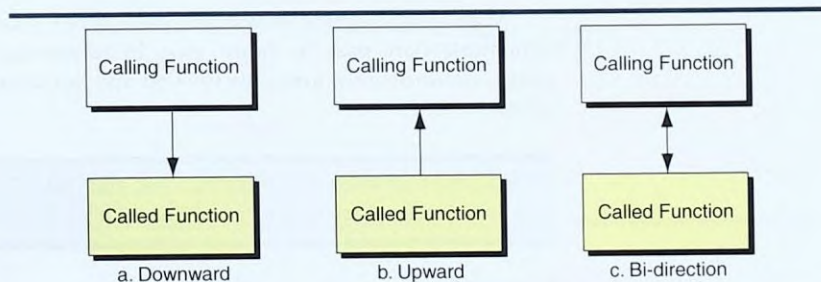 Calling Function
Calling Function
Calling Function
Called Function
Called Function
Called Function
a. Downward
b. Upward
c. Bi-direction